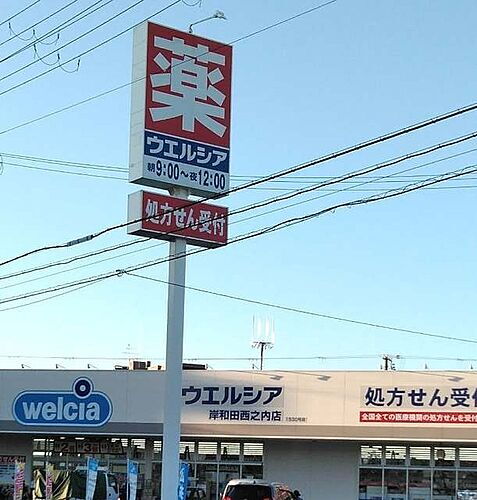 薬
ウエルシア
朝9:00～夜12:00
処方せん受付
welcia
ウエルシア
岸和田西之内店
処方せん受付
全国全ての医療機関の処方せんを受付